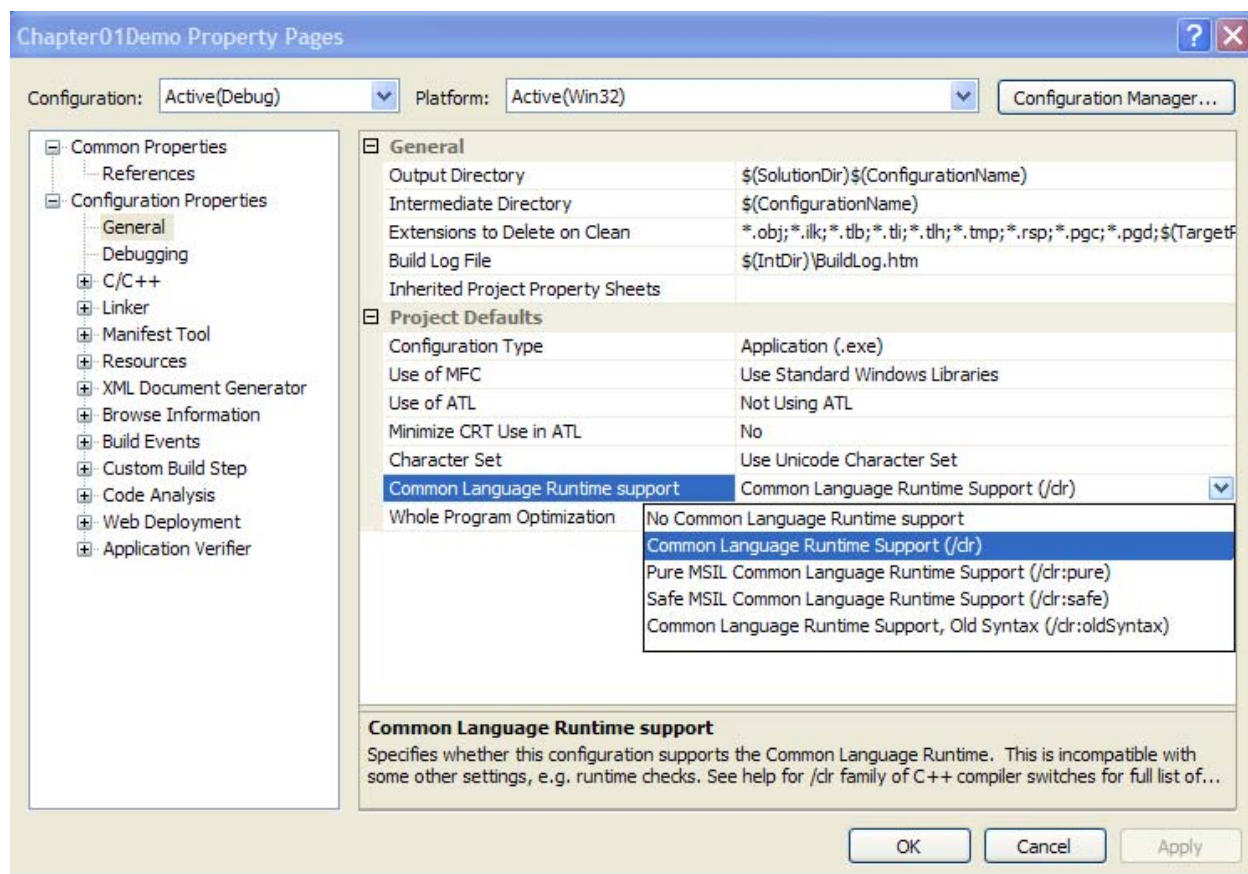 Chapter01Demo Property Pages
Configuration: Active(Debug) Platform: Active(Win32) Configuration Manager...
Common Properties
References
Configuration Properties
General
Debugging
C/C++
Linker
Manifest Tool
Resources
XML Document Generator
Browse Information
Build Events
Custom Build Step
Code Analysis
Web Deployment
Application Verifier
General
Output Directory $(SolutionDir)$(ConfigurationName)
Intermediate Directory $(ConfigurationName)
Extensions to Delete on Clean *.obj;*.ilk;*.tlb;*.tli;*.tlh;*.tmp;*.rsp;*.pgc;*.pgd;$(TargetP
Build Log File $(IntDir)\BuildLog.htm
Inherited Project Property Sheets
Project Defaults
Configuration Type Application (.exe)
Use of MFC Use Standard Windows Libraries
Use of ATL Not Using ATL
Minimize CRT Use in ATL No
Character Set Use Unicode Character Set
Common Language Runtime support Common Language Runtime Support (/clr)
Whole Program Optimization
No Common Language Runtime support
Common Language Runtime Support (/clr)
Pure MSIL Common Language Runtime Support (/clr:pure)
Safe MSIL Common Language Runtime Support (/clr:safe)
Common Language Runtime Support, Old Syntax (/clr:oldSyntax)
Common Language Runtime support
Specifies whether this configuration supports the Common Language Runtime. This is incompatible with
some other settings, e.g. runtime checks. See help for /clr family of C++ compiler switches for full list of...
OK Cancel Apply